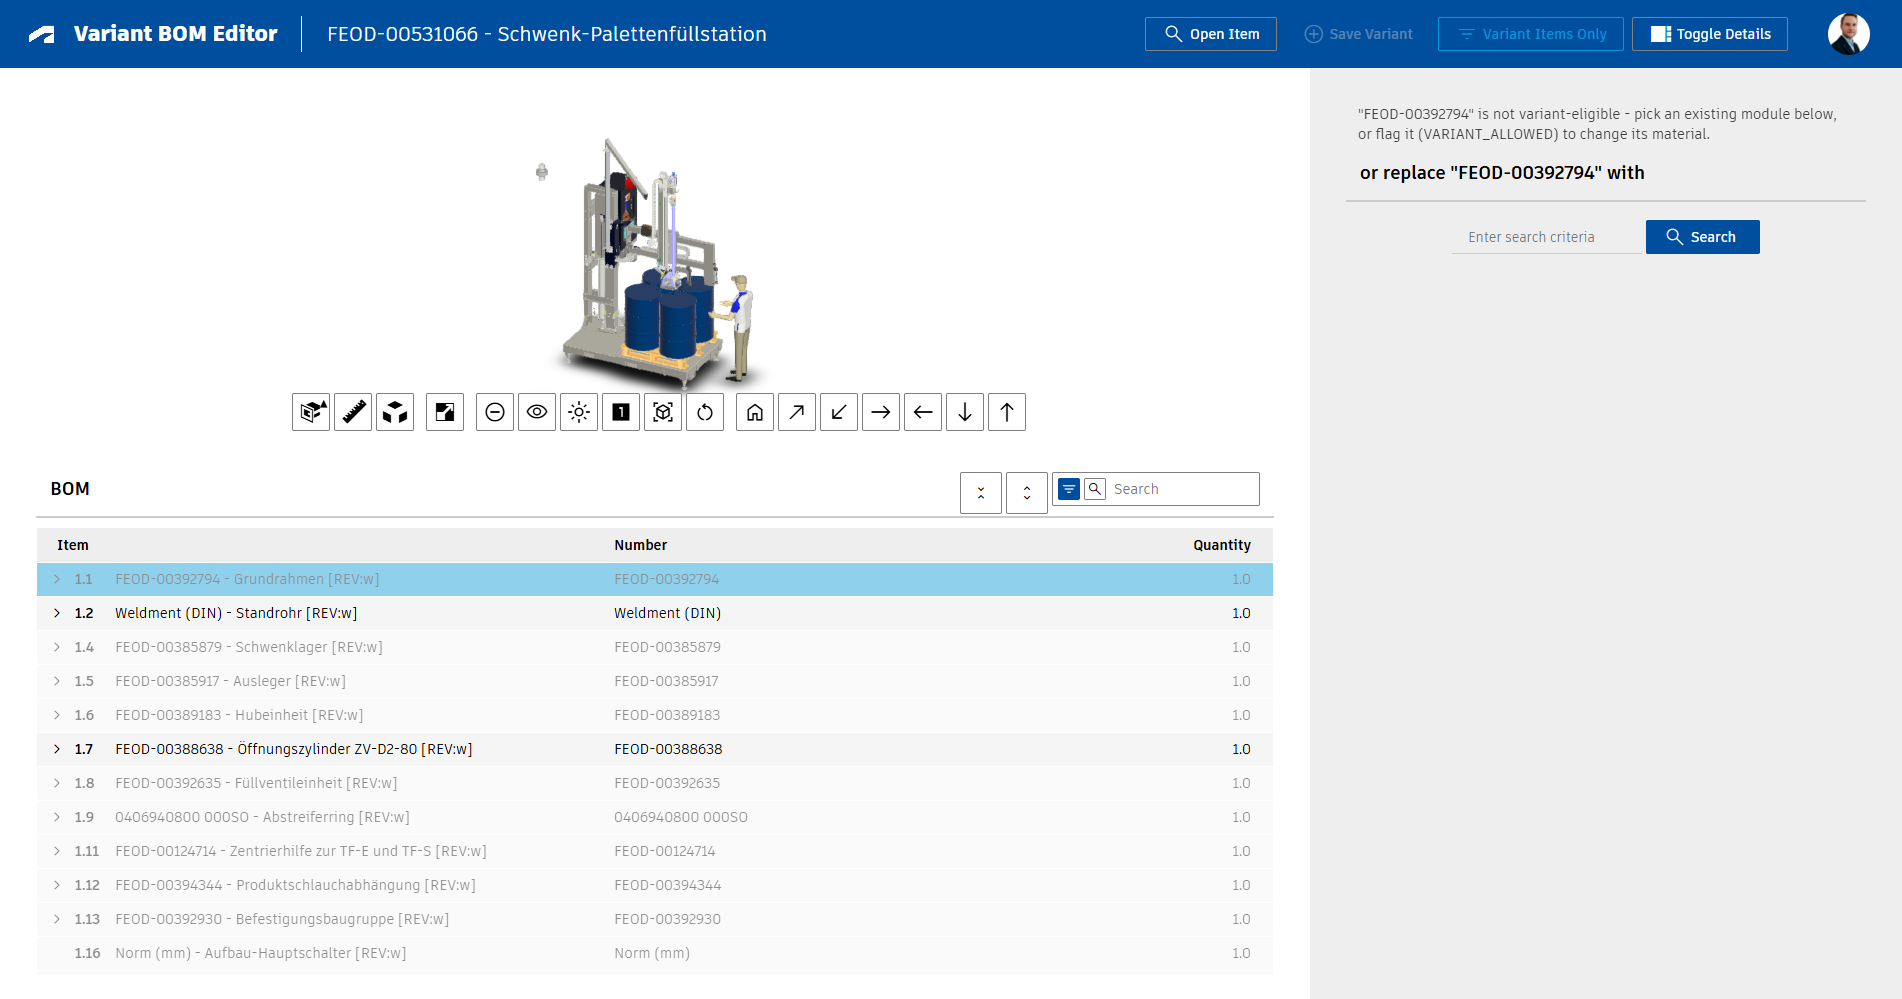 Variant BOM Editor
FEOD-00531066 - Schwenk-Palettenfüllstation
Open Item
Save Variant
Variant Items Only
Toggle Details
"FEOD-00392794" is not variant-eligible - pick an existing module below,
or flag it (VARIANT_ALLOWED) to change its material.
or replace "FEOD-00392794" with
Enter search criteria
Search
1
BOM
Search
Item Number Quantity
1.1 FEOD-00392794 - Grundrahmen [REV:w] FEOD-00392794 1.0
1.2 Weldment (DIN) - Standrohr [REV:w] Weldment (DIN) 1.0
1.4 FEOD-00385879 - Schwenklager [REV:w] FEOD-00385879 1.0
1.5 FEOD-00385917 - Ausleger [REV:w] FEOD-00385917 1.0
1.6 FEOD-00389183 - Hubeinheit [REV:w] FEOD-00389183 1.0
1.7 FEOD-00388638 - Öffnungszylinder ZV-D2-80 [REV:w] FEOD-00388638 1.0
1.8 FEOD-00392635 - Füllventileinheit [REV:w] FEOD-00392635 1.0
1.9 0406940800 000SO - Abstreiferring [REV:w] 0406940800 000SO 1.0
1.11 FEOD-00124714 - Zentrierhilfe zur TF-E und TF-S [REV:w] FEOD-00124714 1.0
1.12 FEOD-00394344 - Produktschlauchabhängung [REV:w] FEOD-00394344 1.0
1.13 FEOD-00392930 - Befestigungsbaugruppe [REV:w] FEOD-00392930 1.0
1.16 Norm (mm) - Aufbau-Hauptschalter [REV:w] Norm (mm) 1.0